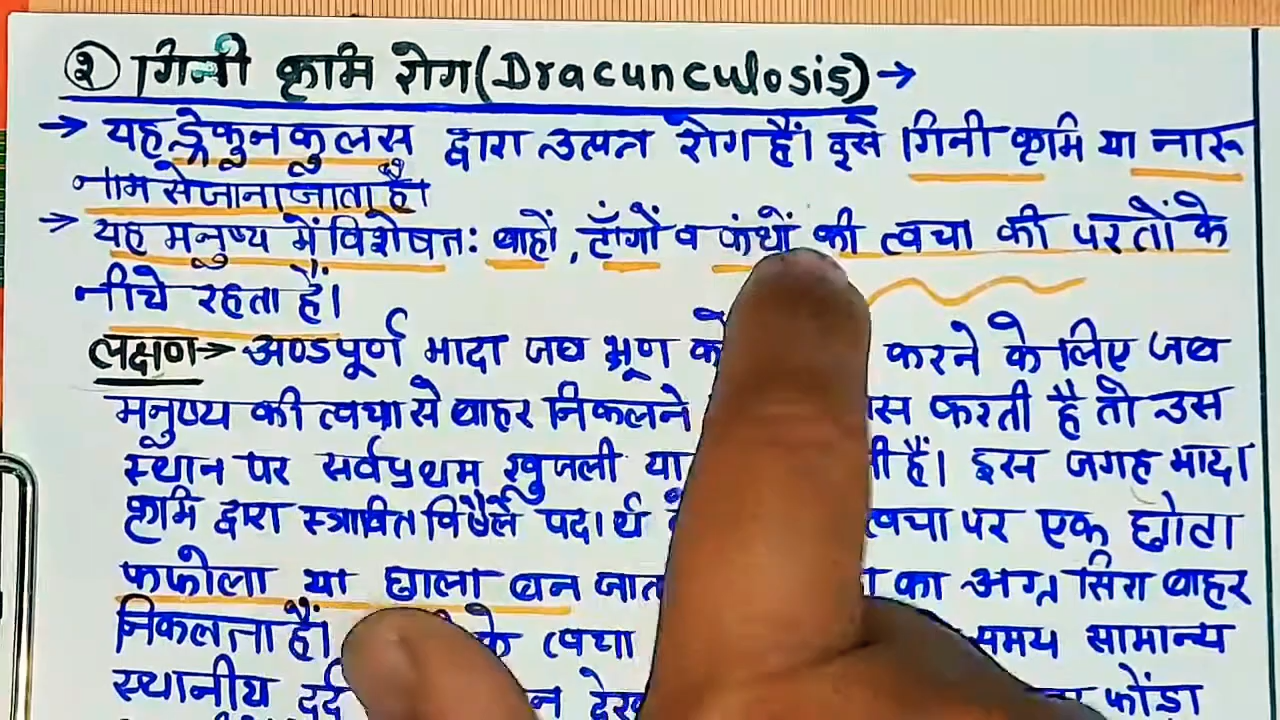 २ गिनी कृमि रोग (Dracunculosis) →
→ यह ड्रेकुनकुलस द्वारा उत्पन्न रोग हैं। इसे गिनी कृमि या नारू
नाम से जाना जाता है।
→ यह मनुष्य में विशेषतः बाहों, टाँगों व कंधों की त्वचा की परतों के
नीचे रहता हैं।
लक्षण → अण्डपूर्ण मादा जब भ्रूण को करने के लिए जब
मनुष्य की त्वचा से बाहर निकलने करती है तो उस
स्थान पर सर्वप्रथम खुजली या हैं। इस जगह मादा
कृमि द्वारा स्त्रावित विषैले पदार्थ त्वचा पर एक छोटा
फफोला या छाला बन का अग्र सिरा बाहर
निकलता हैं। के त्वचा समय सामान्य
स्थानीय दर्द फोंडा